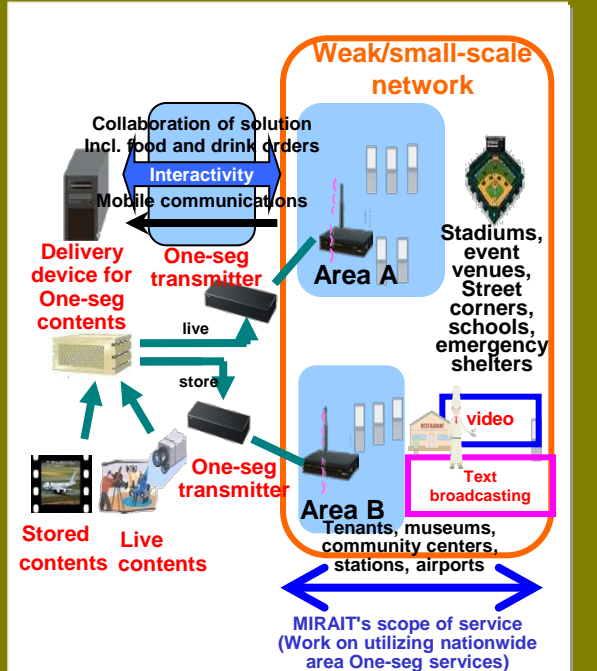 Weak/small-scale
network
Collaboration of solution
Incl. food and drink orders
Interactivity
Mobile communications
Delivery
device for
One-seg
contents
One-seg
transmitter
Area A
Stadiums,
event
venues,
Street
corners,
schools,
emergency
shelters
live
store
One-seg
transmitter
RESTAURANT
video
Text
broadcasting
Area B
Tenants, museums,
community centers,
stations, airports
Stored
contents
Live
contents
MIRAIT's scope of service
(Work on utilizing nationwide
area One-seg services)